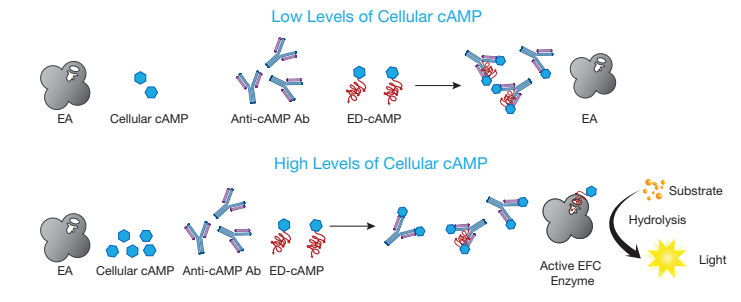 Low Levels of Cellular cAMP
EA
Cellular cAMP
Anti-cAMP Ab
ED-cAMP
EA
High Levels of Cellular cAMP
Substrate
Hydrolysis
Light
EA
Cellular cAMP
Anti-cAMP Ab
ED-cAMP
Active EFC
Enzyme